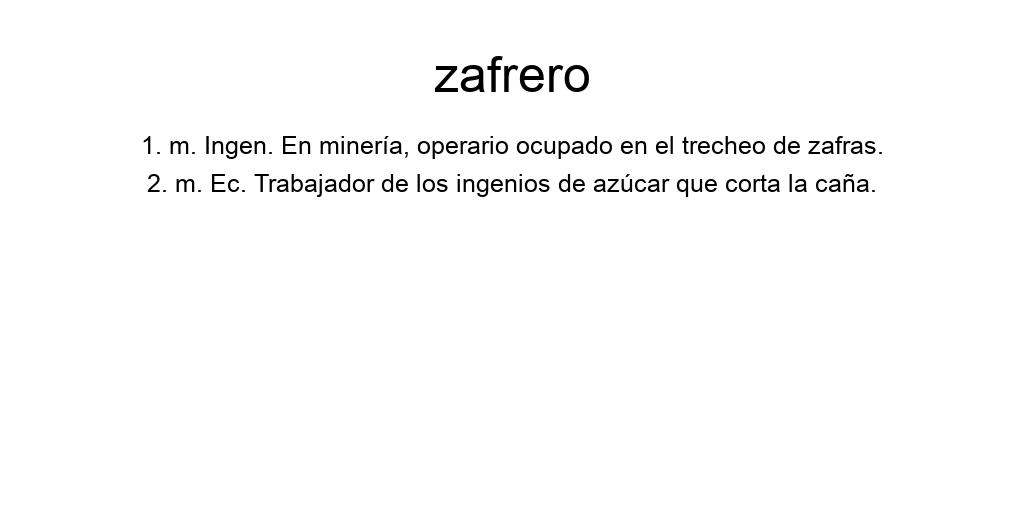 zafrero
1. m. Ingen. En minería, operario ocupado en el trecheo de zafras.
2. m. Ec. Trabajador de los ingenios de azúcar que corta la caña.